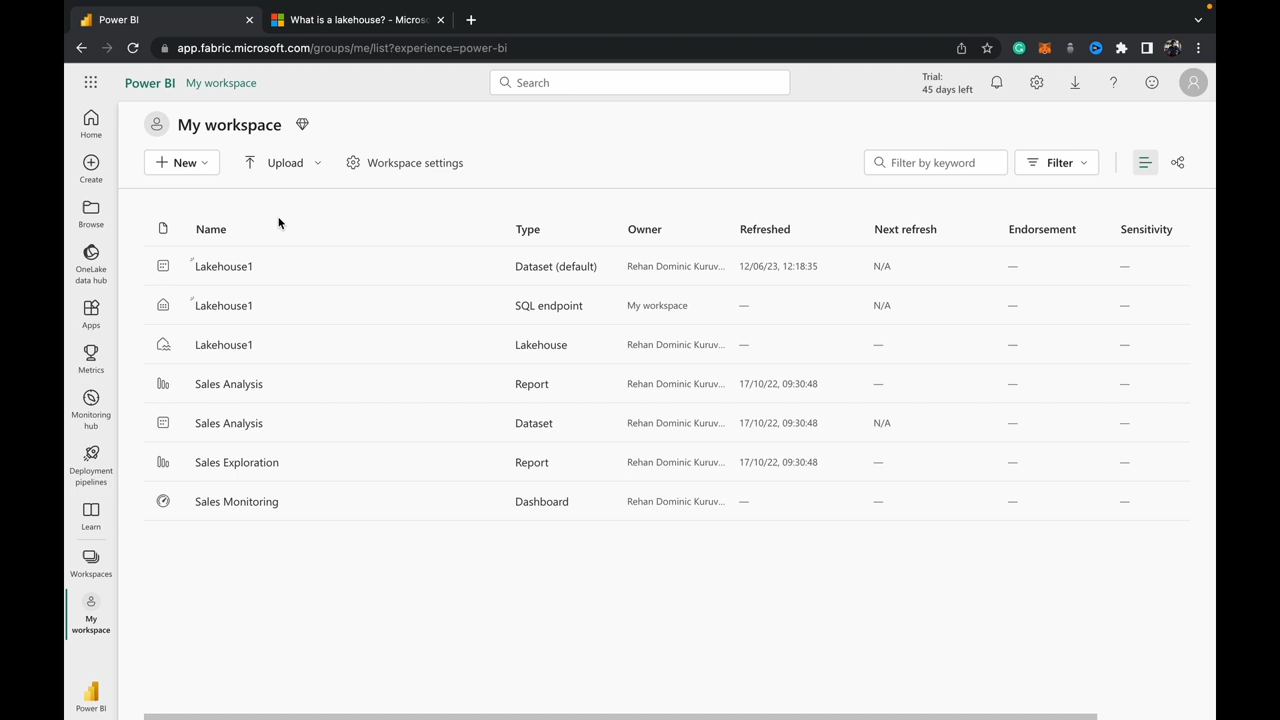 Power BI
What is a lakehouse? - Micros
app.fabric.microsoft.com/groups/me/list?experience=power-bi
Power BI
My workspace
Search
Trial:
45 days left
Home
Create
Browse
OneLake
data hub
Apps
Metrics
Monitoring
hub
Deployment
pipelines
Learn
Workspaces
My
workspace
Power BI
My workspace
New
Upload
Workspace settings
Filter by keyword
Filter
Name Type Owner Refreshed Next refresh Endorsement Sensitivity
Lakehouse1 Dataset (default) Rehan Dominic Kuruv... 12/06/23, 12:18:35 N/A — —
Lakehouse1 SQL endpoint My workspace — N/A — —
Lakehouse1 Lakehouse Rehan Dominic Kuruv... — — — —
Sales Analysis Report Rehan Dominic Kuruv... 17/10/22, 09:30:48 — — —
Sales Analysis Dataset Rehan Dominic Kuruv... 17/10/22, 09:30:48 N/A — —
Sales Exploration Report Rehan Dominic Kuruv... 17/10/22, 09:30:48 — — —
Sales Monitoring Dashboard Rehan Dominic Kuruv... — — — —